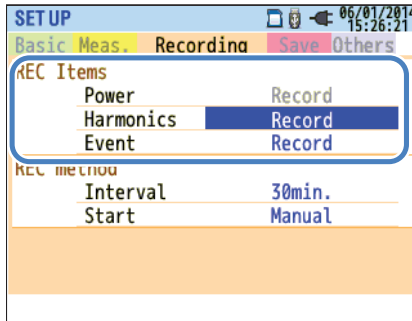 SET UP 06/01/2014
15:26:21
Basic Meas. Recording Save Others
REC Items
Power Record
Harmonics Record
Event Record
REC method
Interval 30min.
Start Manual